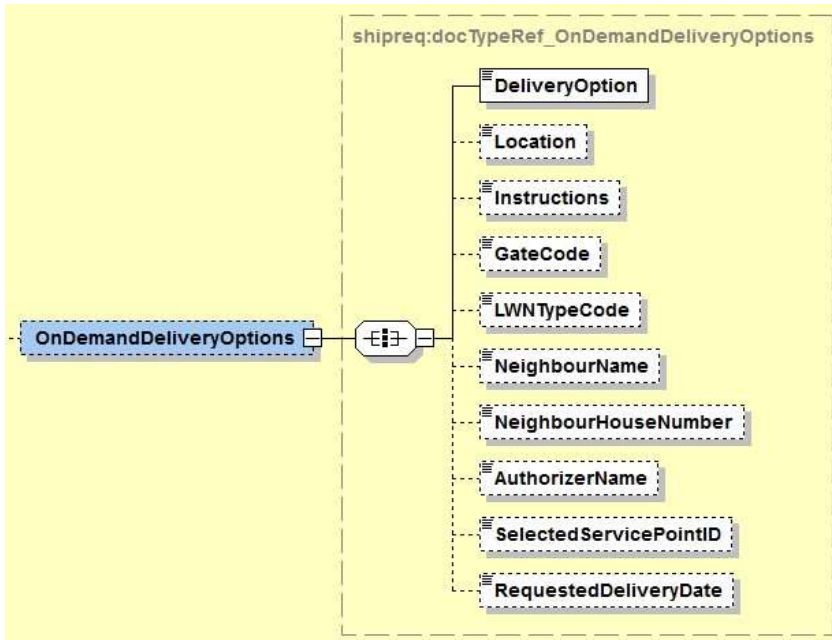 shipreq:docTypeRef_OnDemandDeliveryOptions
DeliveryOption
Location
Instructions
GateCode
LWNTypeCode
OnDemandDeliveryOptions
NeighbourName
NeighbourHouseNumber
AuthorizerName
SelectedServicePointID
RequestedDeliveryDate